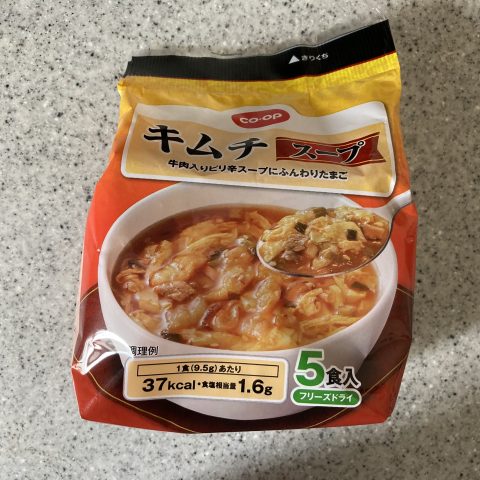 ▲きりくち
CO・OP
キムチ スープ
牛肉入りピリ辛スープにふんわりたまご
調理例
1食(9.5g)あたり
37kcal・食塩相当量1.6g
5食入
フリーズドライ